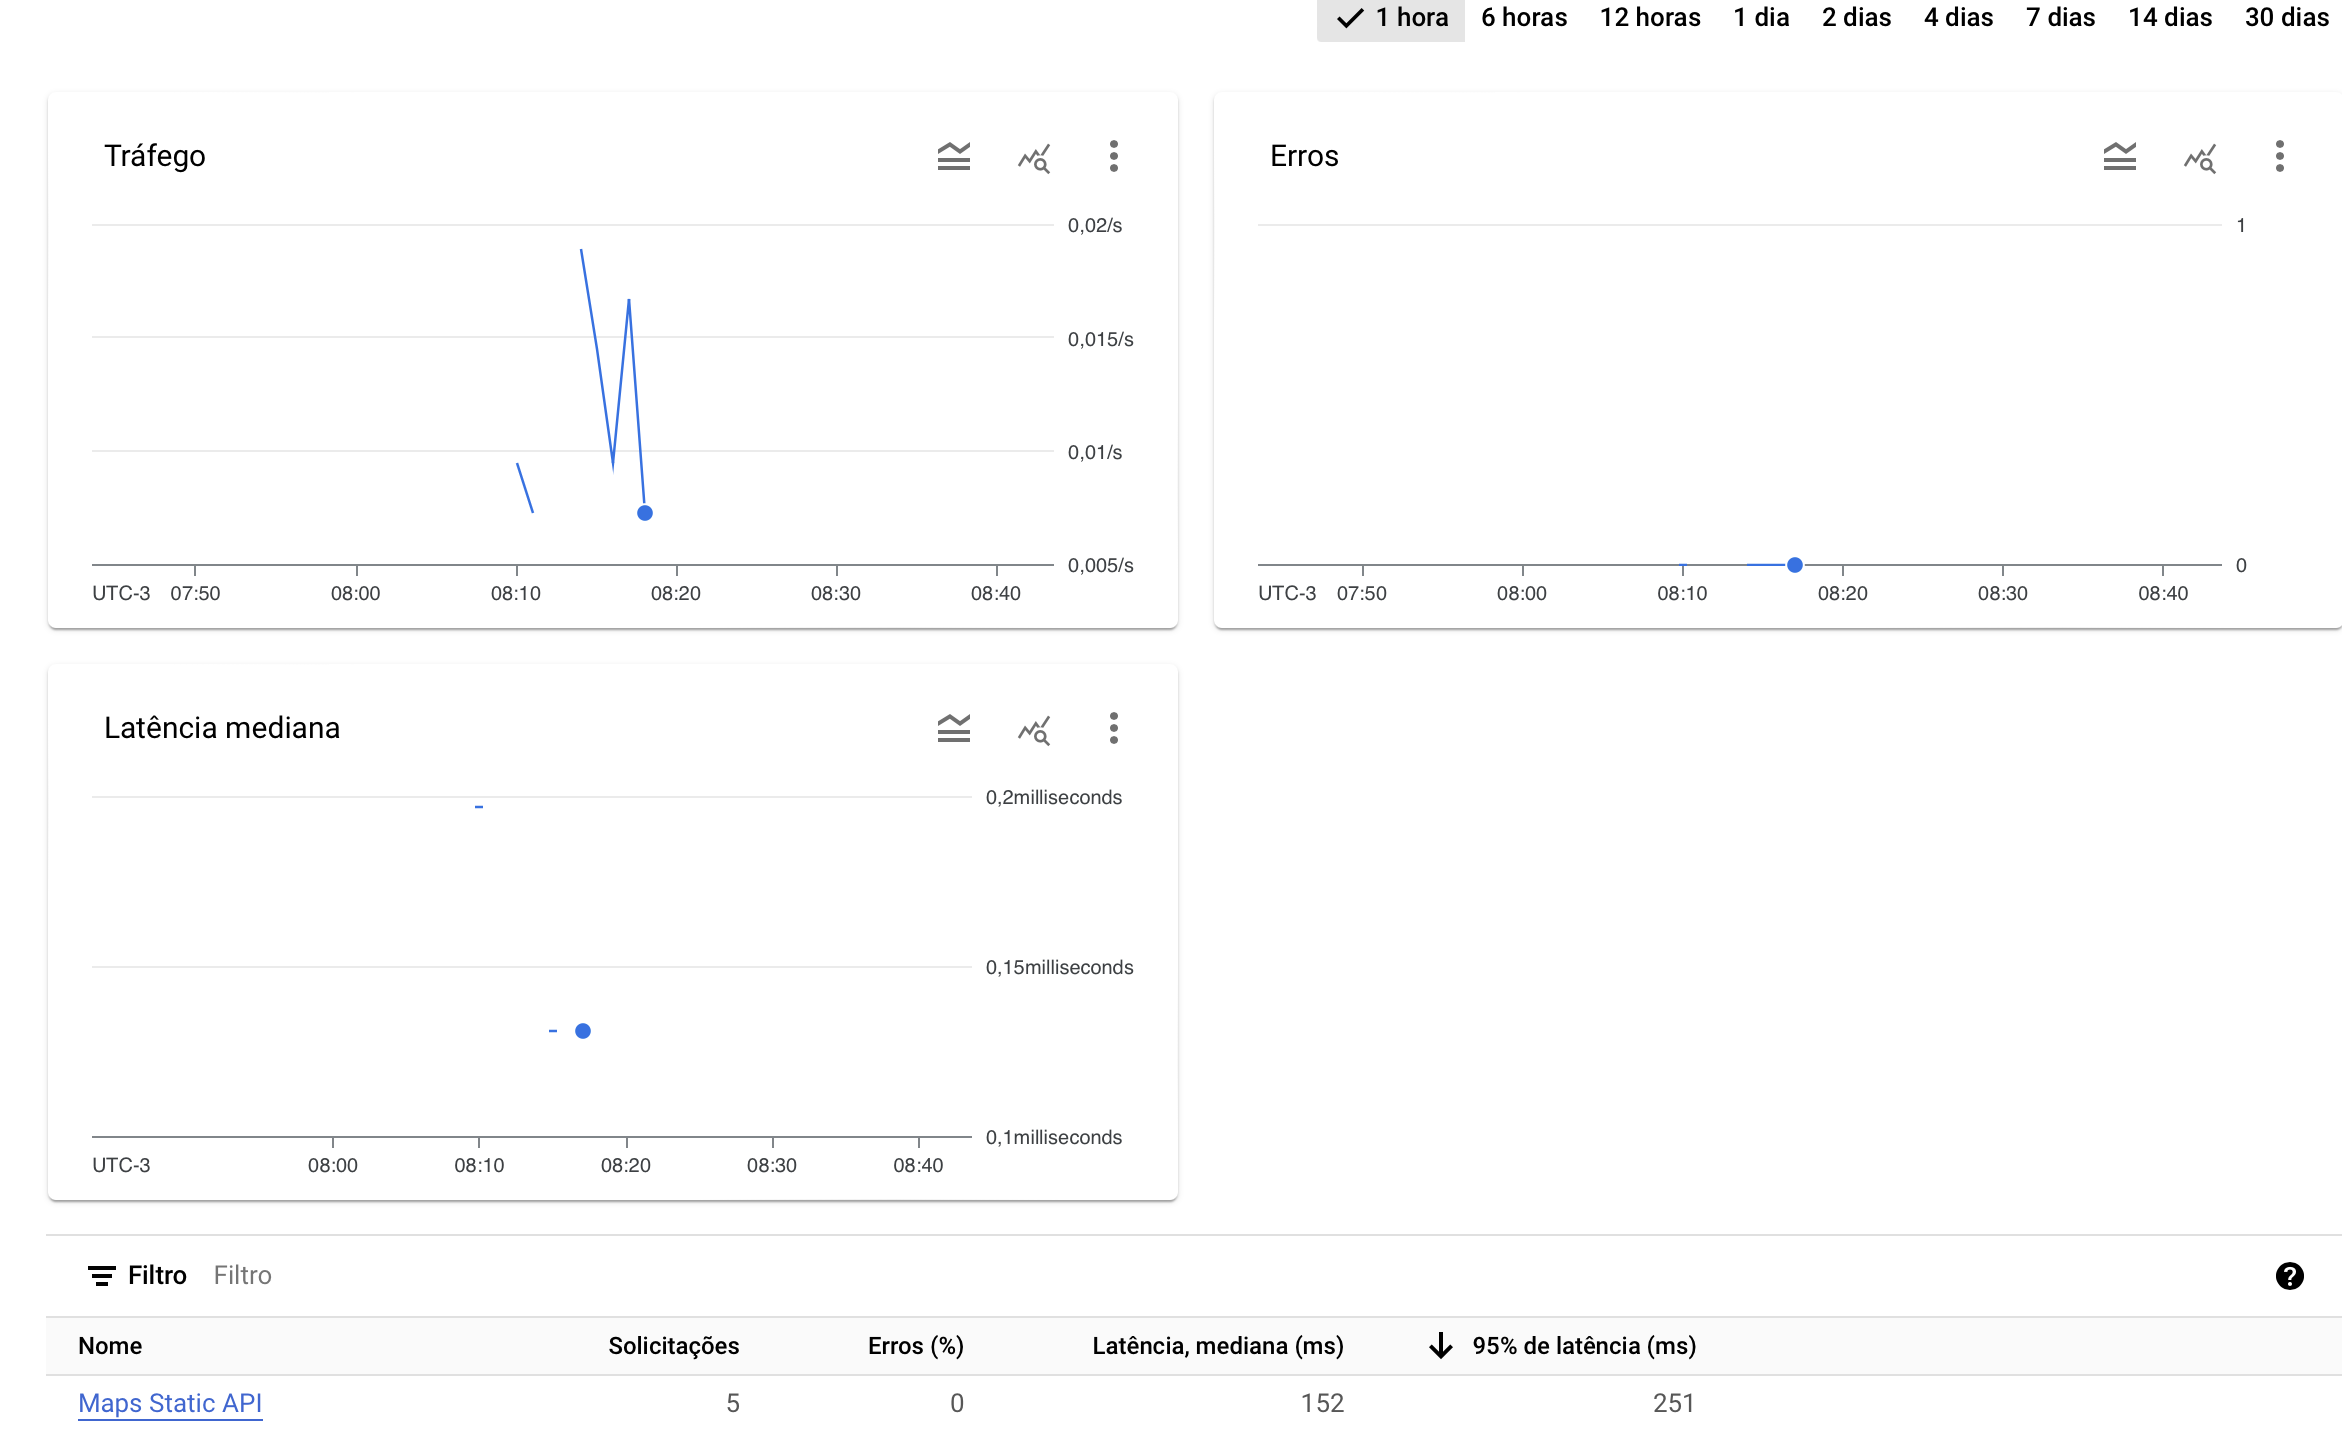 1 hora 6 horas 12 horas 1 dia 2 dias 4 dias 7 dias 14 dias 30 dias
Tráfego
0,02/s
0,015/s
0,01/s
0,005/s
UTC-3 07:50 08:00 08:10 08:20 08:30 08:40
Erros
1
0
UTC-3 07:50 08:00 08:10 08:20 08:30 08:40
Latência mediana
0,2milliseconds
0,15milliseconds
0,1milliseconds
UTC-3 08:00 08:10 08:20 08:30 08:40
Filtro Filtro
Nome Solicitações Erros (%) Latência, mediana (ms) 95% de latência (ms)
Maps Static API 5 0 152 251